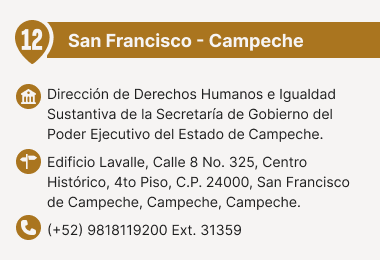 12 San Francisco - Campeche
Dirección de Derechos Humanos e Igualdad
Sustantiva de la Secretaría de Gobierno del
Poder Ejecutivo del Estado de Campeche.
Edificio Lavalle, Calle 8 No. 325, Centro
Histórico, 4to Piso, C.P. 24000, San Francisco
de Campeche, Campeche, Campeche.
(+52) 9818119200 Ext. 31359